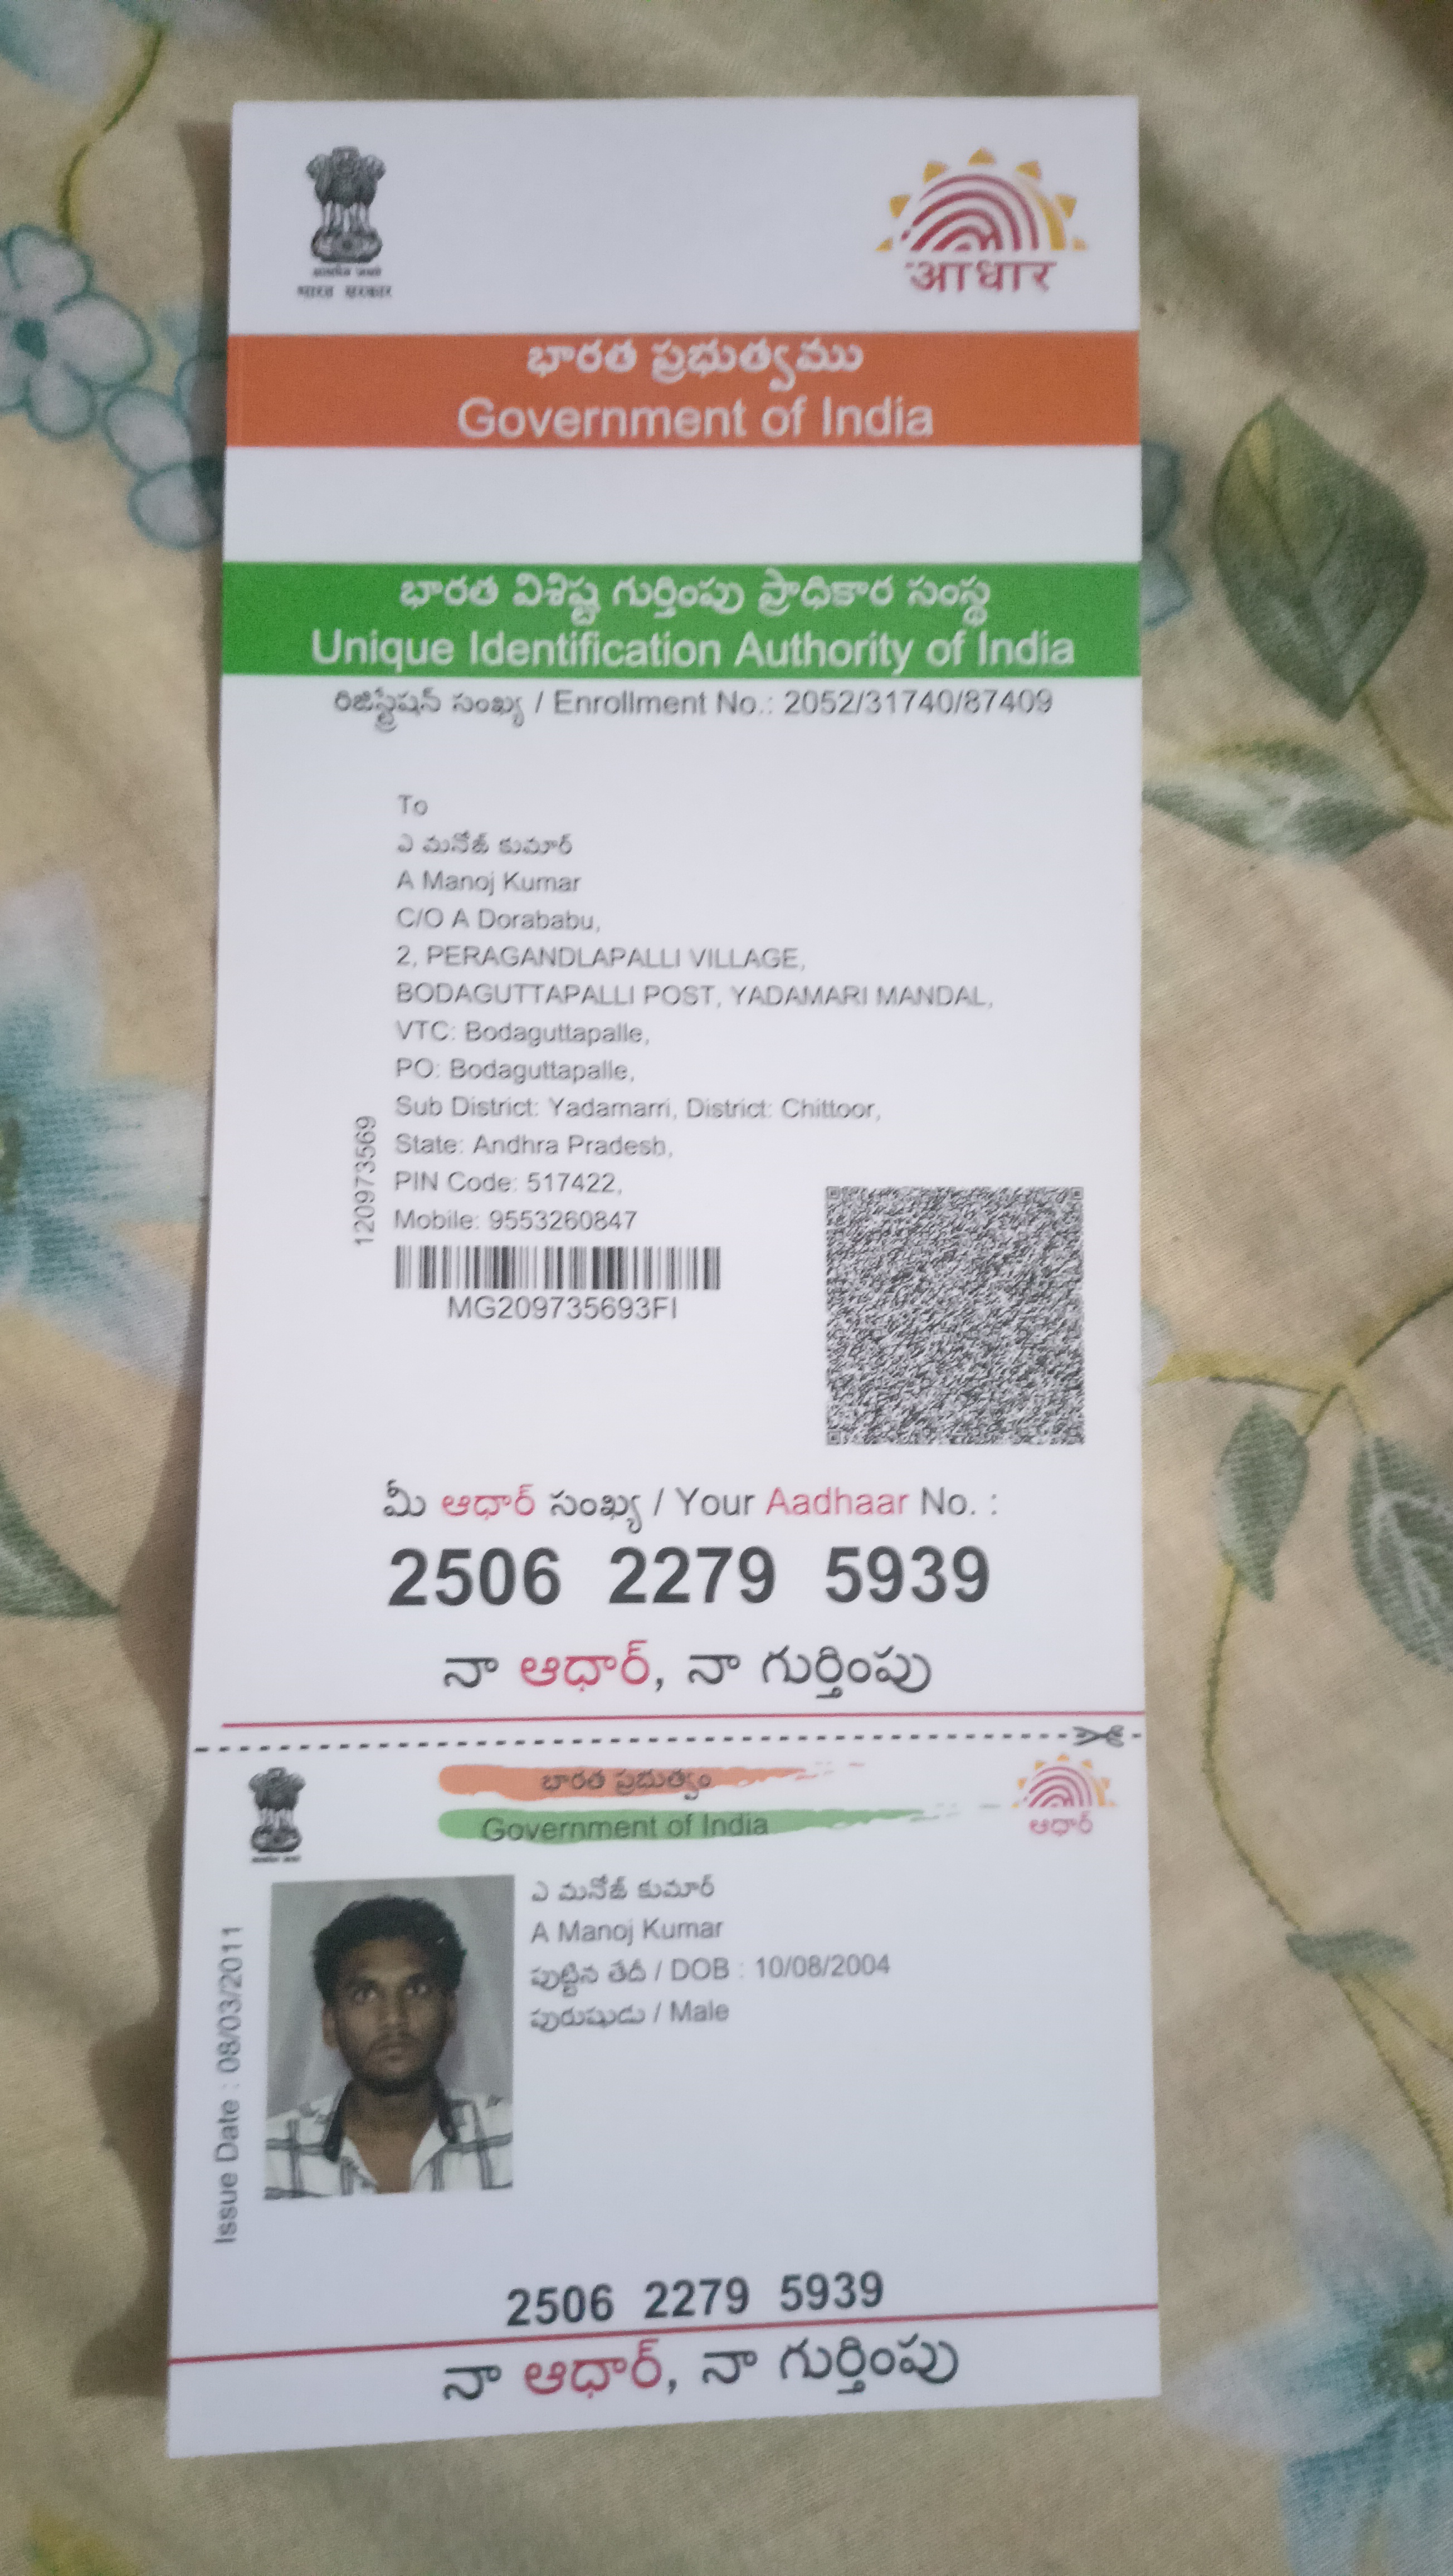 भारत सरकार
आधार
భారత ప్రభుత్వము
Government of India
భారత విశిష్ట గుర్తింపు ప్రాధికార సంస్థ
Unique Identification Authority of India
రిజిస్ట్రేషన్ సంఖ్య / Enrollment No.: 2052/31740/87409
To
ఎ మనోజ్ కుమార్
A Manoj Kumar
C/O A Dorababu,
2, PERAGANDLAPALLI VILLAGE,
BODAGUTTAPALLI POST, YADAMARI MANDAL,
VTC: Bodaguttapalle,
PO: Bodaguttapalle,
Sub District: Yadamarri, District: Chittoor,
State: Andhra Pradesh,
PIN Code: 517422,
Mobile: 9553260847
120973569
MG209735693FI
మీ ఆధార్ సంఖ్య / Your Aadhaar No. :
2506 2279 5939
నా ఆధార్, నా గుర్తింపు
భారత ప్రభుత్వం
Government of India
ఆధార్
ఎ మనోజ్ కుమార్
A Manoj Kumar
పుట్టిన తేదీ / DOB : 10/08/2004
పురుషుడు / Male
Issue Date : 08/03/2011
2506 2279 5939
నా ఆధార్, నా గుర్తింపు